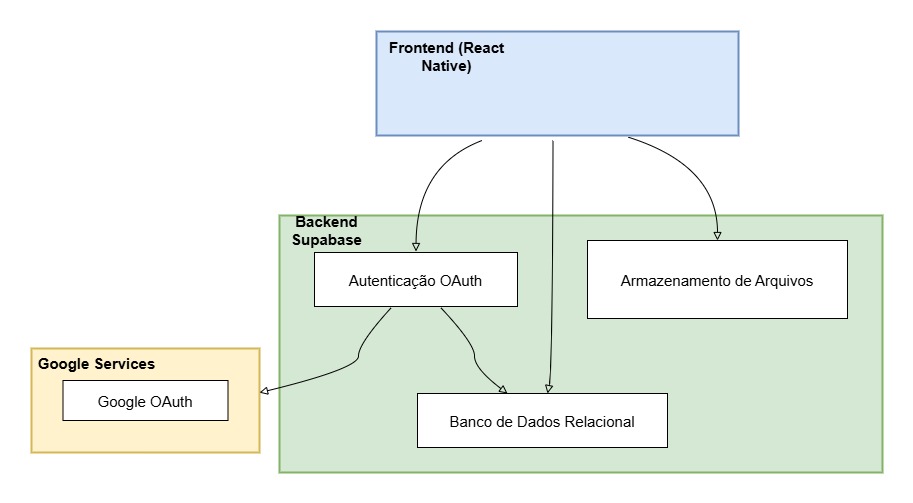 Frontend (React
Native)
Backend
Supabase
Autenticação OAuth
Armazenamento de Arquivos
Google Services
Google OAuth
Banco de Dados Relacional